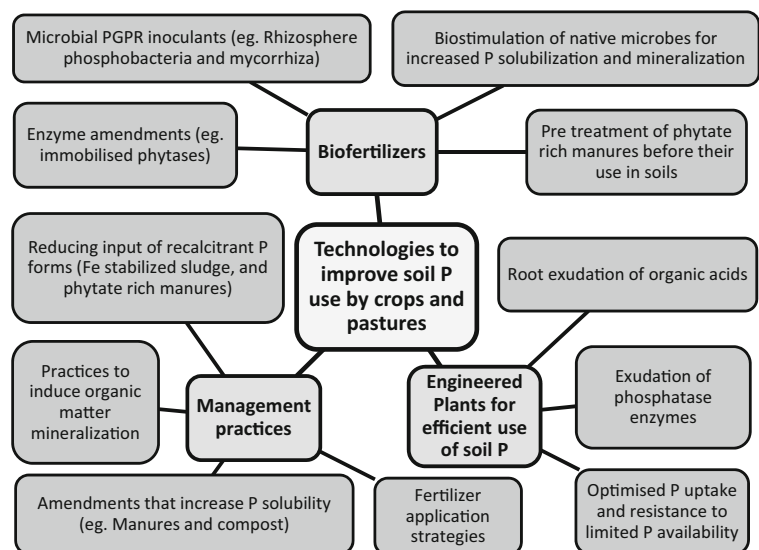 Microbial PGPR inoculants (eg. Rhizosphere
phosphobacteria and mycorrhiza)
Biostimulation of native microbes for
increased P solubilization and mineralization
Enzyme amendments (eg.
immobilised phytases)
Biofertilizers
Pre treatment of phytate
rich manures before their
use in soils
Reducing input of recalcitrant P
forms (Fe stabilized sludge, and
phytate rich manures)
Technologies to
improve soil P
use by crops and
pastures
Root exudation of organic acids
Practices to
induce organic
matter
mineralization
Management
practices
Engineered
Plants for
efficient use
of soil P
Exudation of
phosphatase
enzymes
Amendments that increase P solubility
(eg. Manures and compost)
Fertilizer
application
strategies
Optimised P uptake
and resistance to
limited P availability